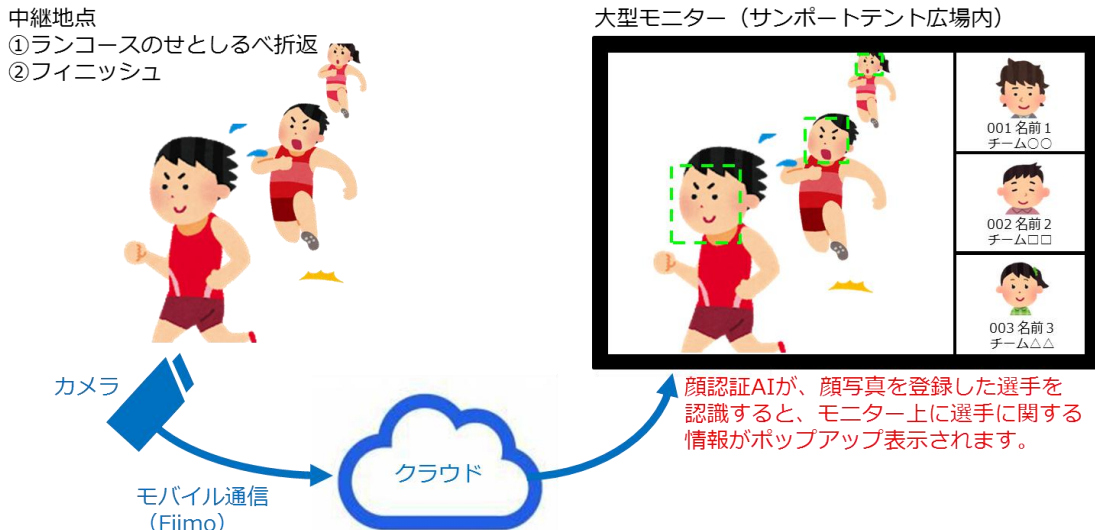 中継地点
①ランコースのせとしるべ折返
②フィニッシュ
大型モニター（サンポートテント広場内）
001 名前1
チーム○○
002 名前2
チーム□□
003 名前3
チーム△△
カメラ
モバイル通信
（Fiimo）
クラウド
顔認証AIが、顔写真を登録した選手を
認識すると、モニター上に選手に関する
情報がポップアップ表示されます。